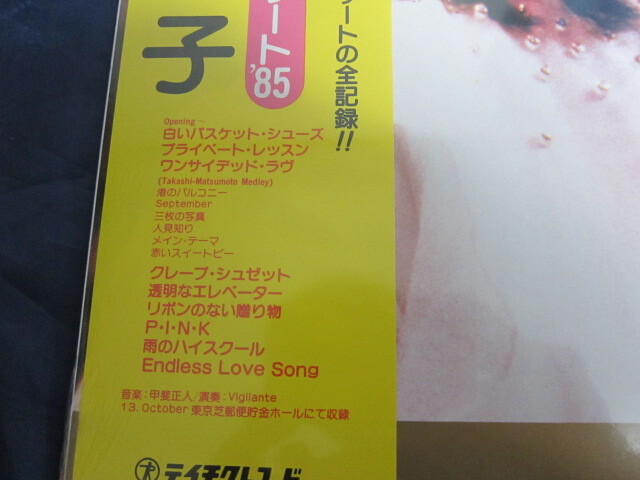 ートの全記録!!
ート'85
子
Opening—
白いバスケット・シューズ
プライベート・レッスン
ワンサイデッド・ラヴ
(Takashi-Matsumoto Medley)
渚のバルコニー
September
三枚の写真
人見知り
メイン・テーマ
赤いスイートピー
クレープ・シュゼット
透明なエレベーター
リボンのない贈り物
P・I・N・K
雨のハイスクール
Endless Love Song
音楽:甲斐正人/演奏:Vigilante
13. October 東京芝郵便貯金ホールにて収録
テイチクレコード